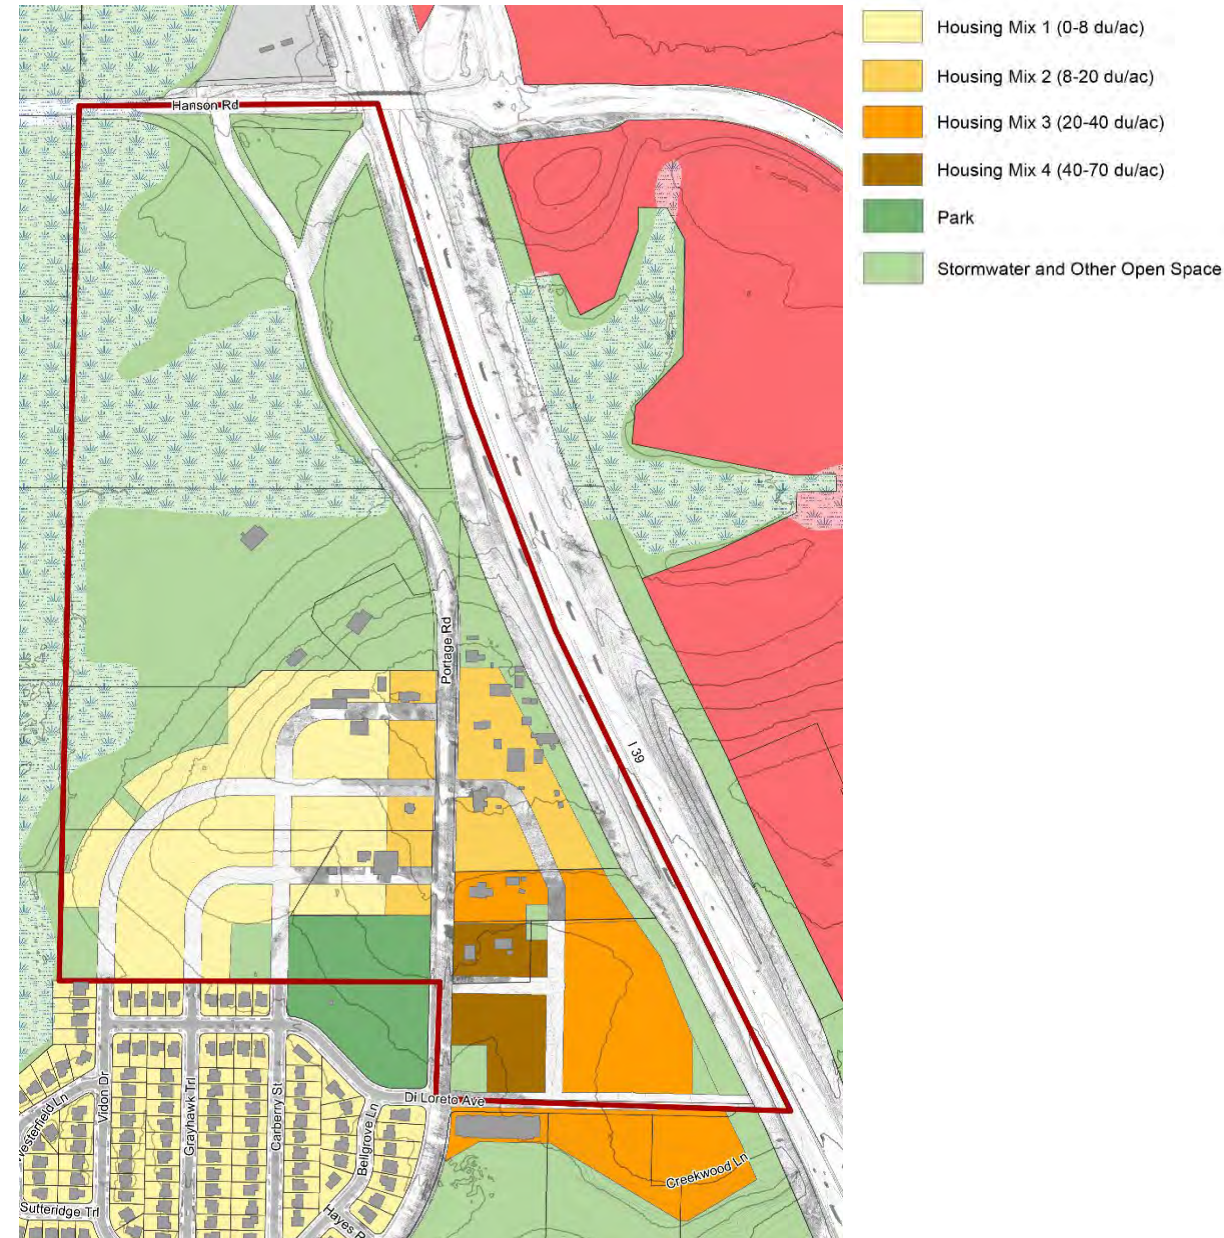 Housing Mix 1 (0-8 du/ac)
Housing Mix 2 (8-20 du/ac)
Housing Mix 3 (20-40 du/ac)
Housing Mix 4 (40-70 du/ac)
Park
Stormwater and Other Open Space
Hanson Rd
Portage Rd
I 39
Di Loreto Ave
Vidon Dr
Grayhawk Trl
Carberry St
Bellgrove Ln
Creekwood Ln
Sutteridge Trl
Hayes